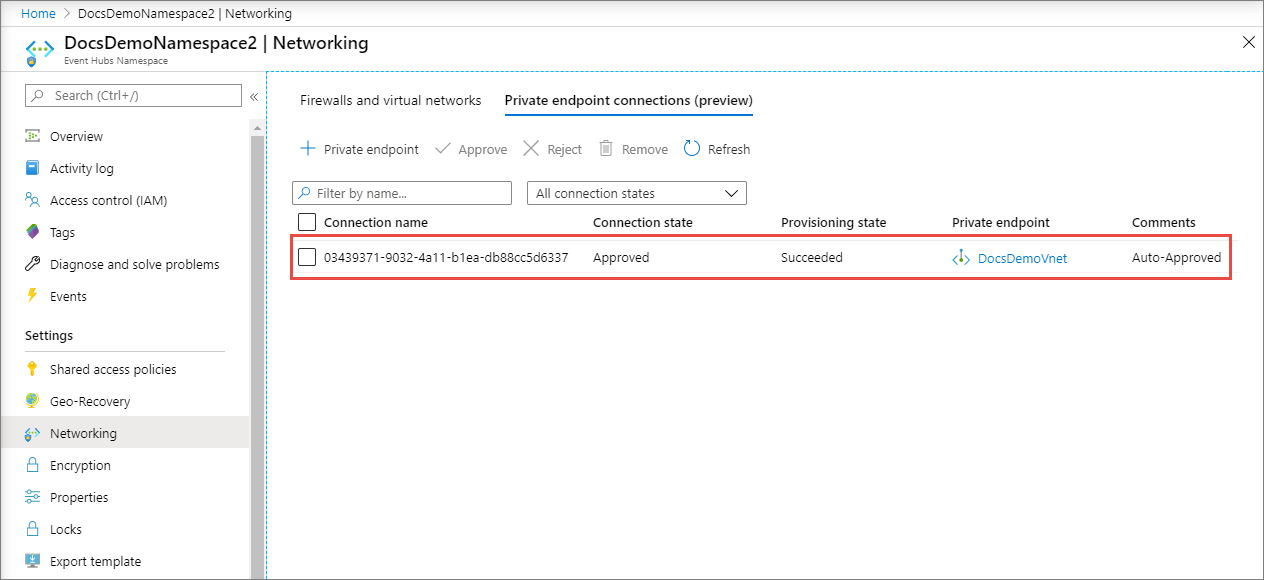 Home > DocsDemoNamespace2 | Networking
DocsDemoNamespace2 | Networking
Event Hubs Namespace
Search (Ctrl+/)
«
Overview
Activity log
Access control (IAM)
Tags
Diagnose and solve problems
Events
Settings
Shared access policies
Geo-Recovery
Networking
Encryption
Properties
Locks
Export template
Firewalls and virtual networks Private endpoint connections (preview)
Private endpoint Approve Reject Remove Refresh
Filter by name... All connection states
Connection name Connection state Provisioning state Private endpoint Comments
03439371-9032-4a11-b1ea-db88cc5d6337 Approved Succeeded DocsDemoVnet Auto-Approved